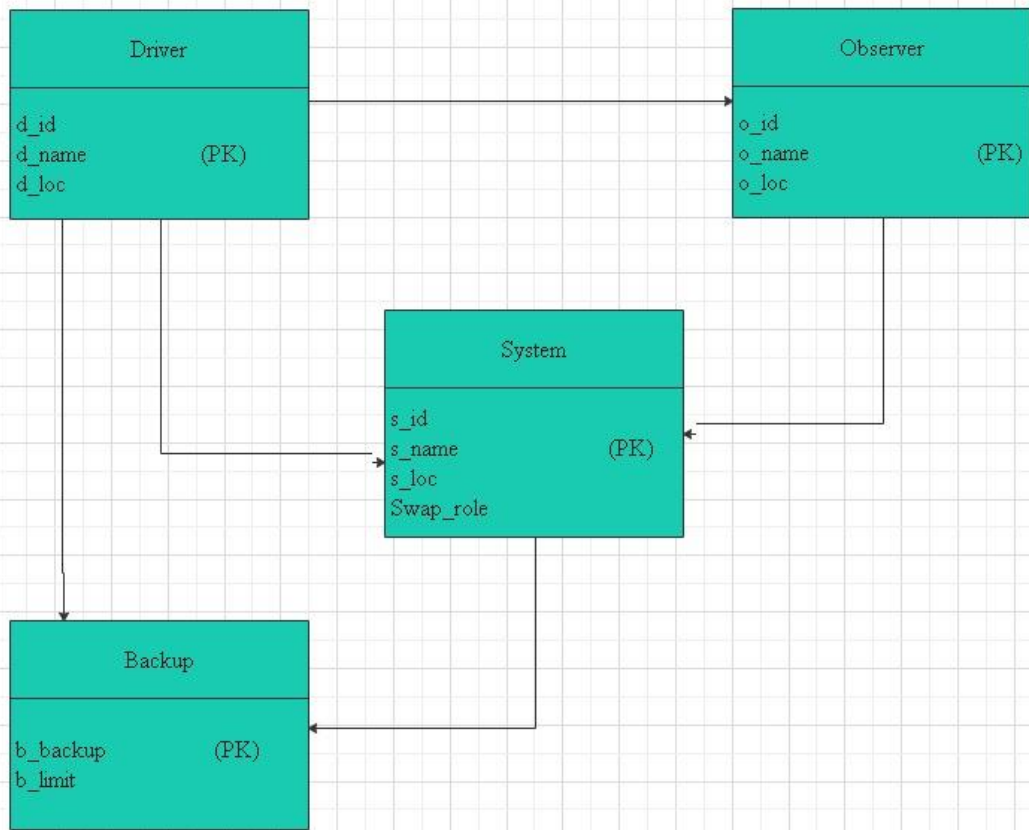 Driver
d_id
d_name (PK)
d_loc
Observer
o_id
o_name (PK)
o_loc
System
s_id
s_name (PK)
s_loc
Swap_role
Backup
b_backup (PK)
b_limit